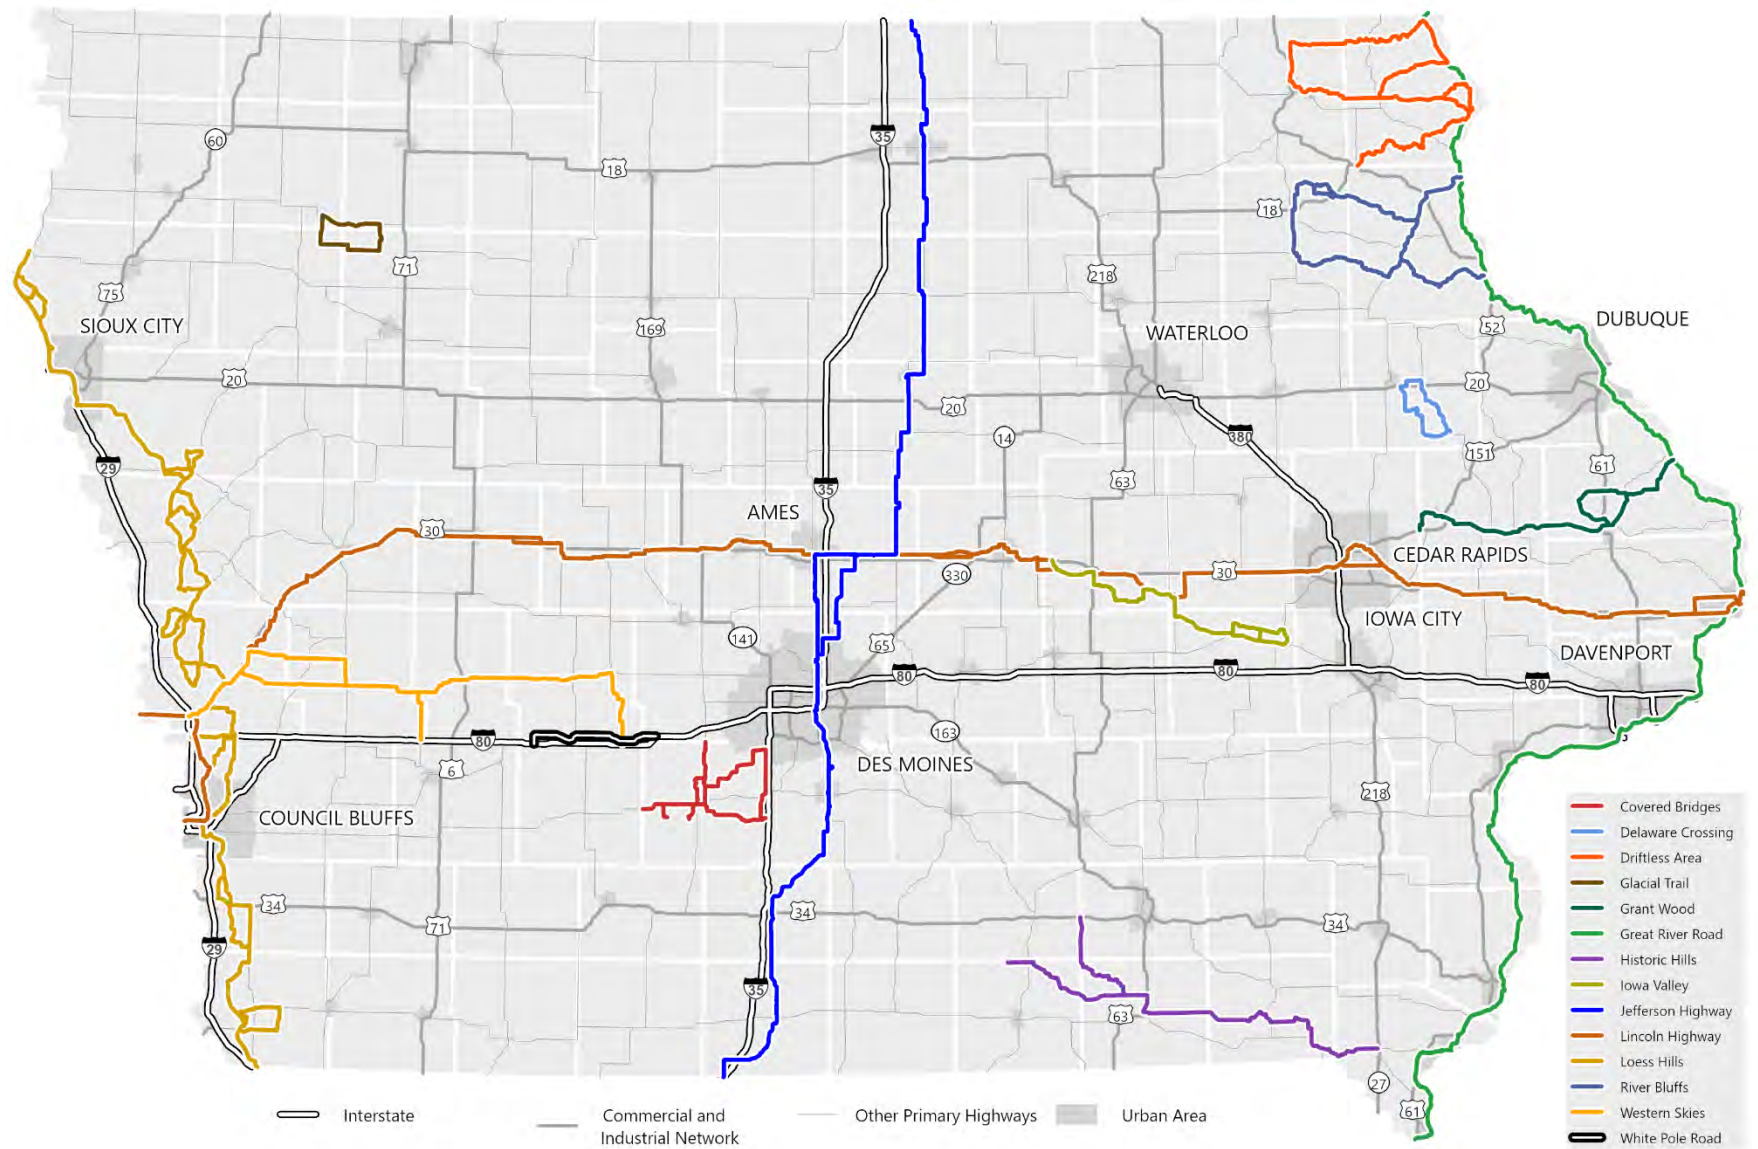 35
60
18
18
71
218
75
SIOUX CITY
169
WATERLOO
52
DUBUQUE
20
20
20
14
380
29
35
63
151
61
AMES
30
CEDAR RAPIDS
330
30
IOWA CITY
141
65
80
80
80
DAVENPORT
80
6
163
DES MOINES
218
COUNCIL BLUFFS
34
71
34
34
29
35
63
27
61
Covered Bridges
Delaware Crossing
Driftless Area
Glacial Trail
Grant Wood
Great River Road
Historic Hills
Iowa Valley
Jefferson Highway
Lincoln Highway
Loess Hills
River Bluffs
Western Skies
White Pole Road
Interstate
Commercial and
Industrial Network
Other Primary Highways
Urban Area